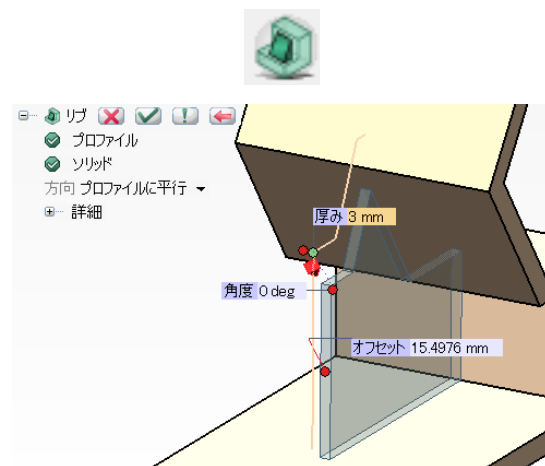 リブ
プロファイル
ソリッド
方向 プロファイルに平行
詳細
厚み 3 mm
角度 0 deg
オフセット 15.4976 mm